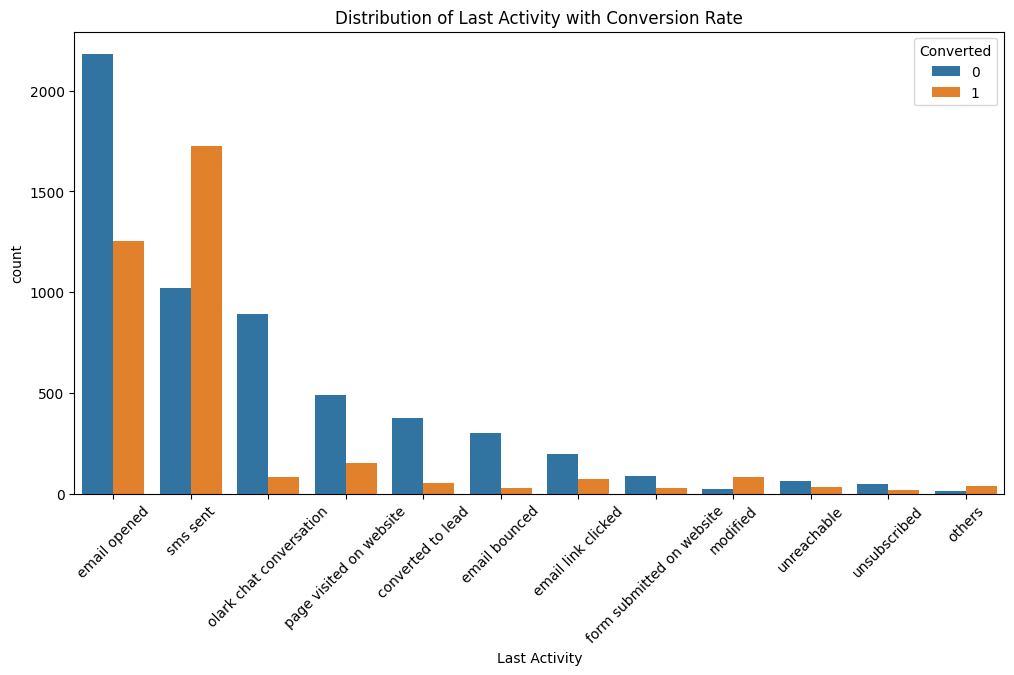 Distribution of Last Activity with Conversion Rate
Converted
0
1
count
2000
1500
1000
500
0
email opened
sms sent
olark chat conversation
page visited on website
converted to lead
email bounced
email link clicked
form submitted on website
modified
unreachable
unsubscribed
others
Last Activity